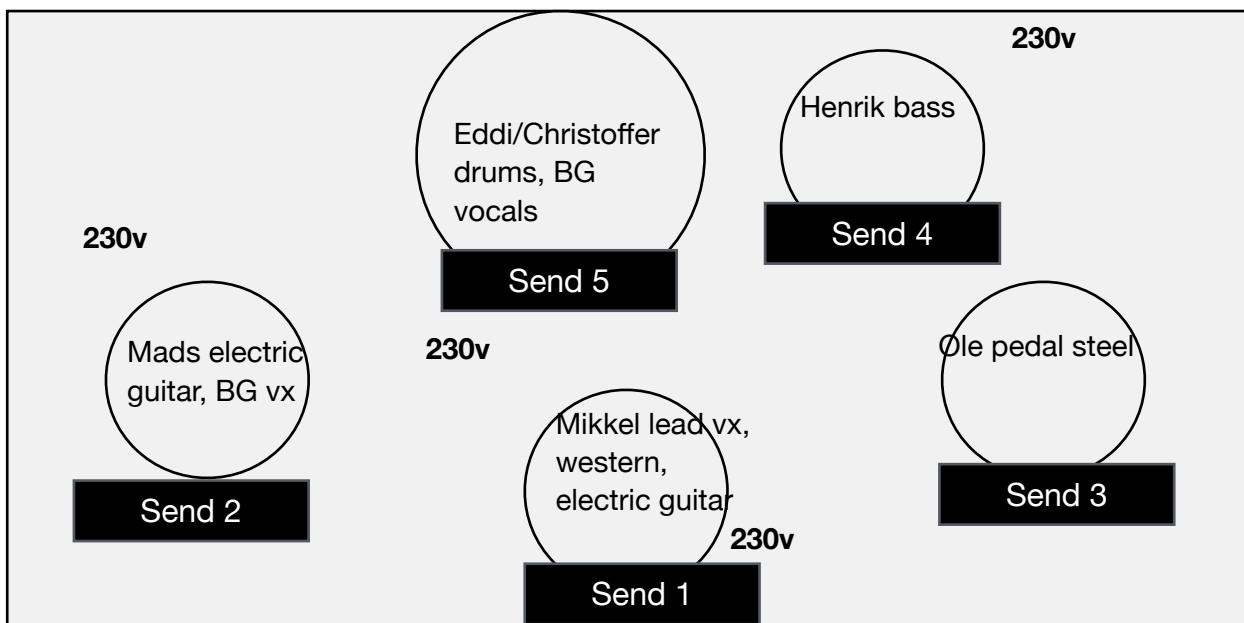 230v
Henrik bass
Eddi/Christoffer
drums, BG
vocals
Send 4
230v
Send 5
Mads electric
guitar, BG vx
230v
Ole pedal steel
Mikkel lead vx,
western,
electric guitar
Send 3
Send 2
230v
Send 1